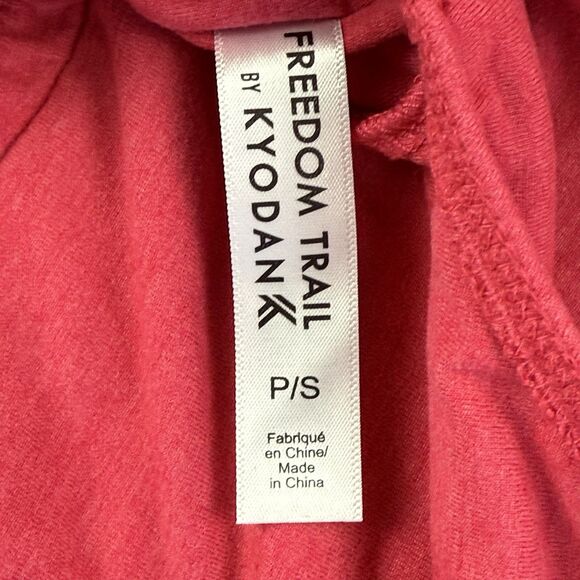 FREEDOM TRAIL
BY KYODAN
P/S
Fabriqué
en Chine/
Made
in China